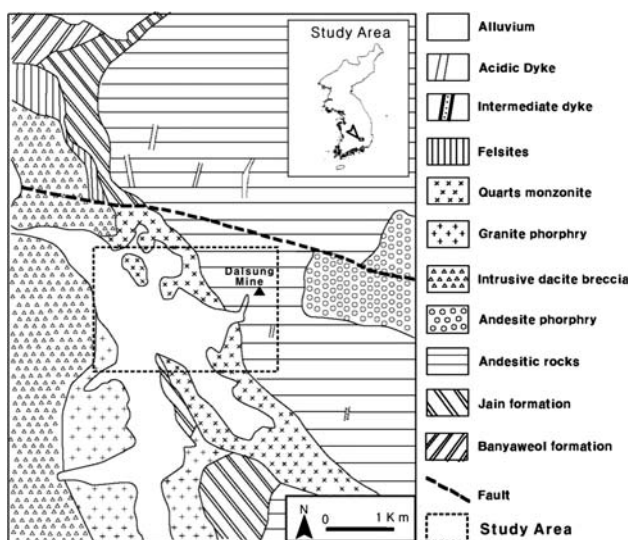 Study Area
Dalsung
Mine
N
0 1 Km
Alluvium
Acidic Dyke
Intermediate dyke
Felsites
Quarts monzonite
Granite phorphry
Intrusive dacite breccia
Andesite phorphry
Andesitic rocks
Jain formation
Banyaweol formation
Fault
Study Area